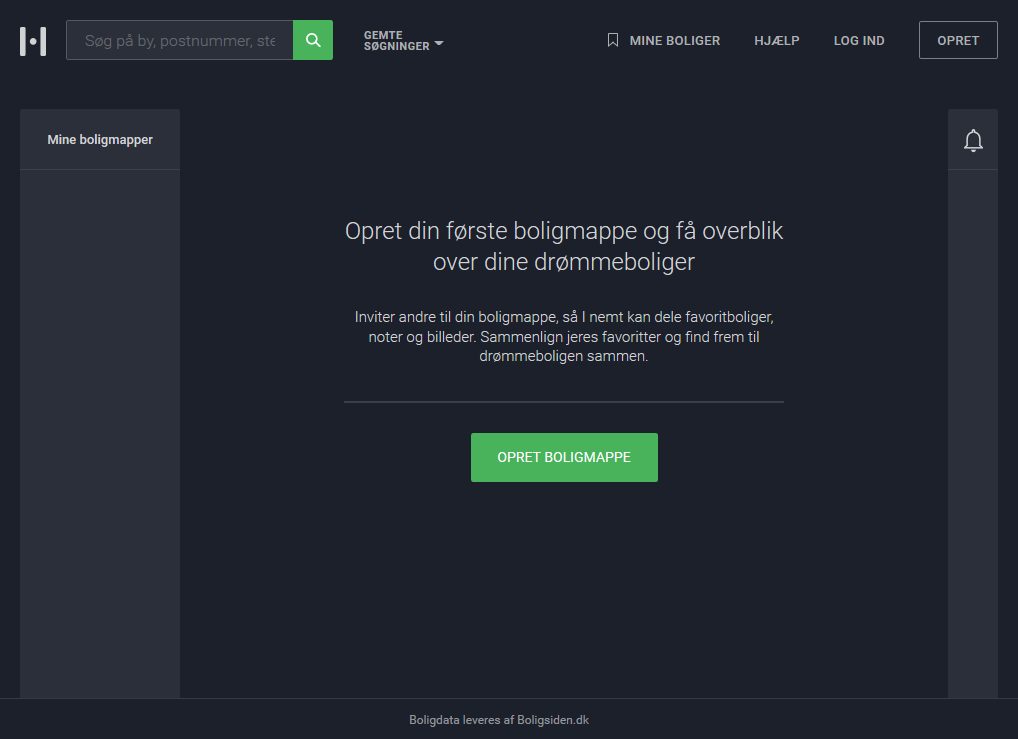 Søg på by, postnummer, ste
GEMTE
SØGNINGER
MINE BOLIGER
HJÆLP
LOG IND
OPRET
Mine boligmapper
Opret din første boligmappe og få overblik
over dine drømmeboliger
Inviter andre til din boligmappe, så I nemt kan dele favoritboliger,
noter og billeder. Sammenlign jeres favoritter og find frem til
drømmeboligen sammen.
OPRET BOLIGMAPPE
Boligdata leveres af Boligsiden.dk